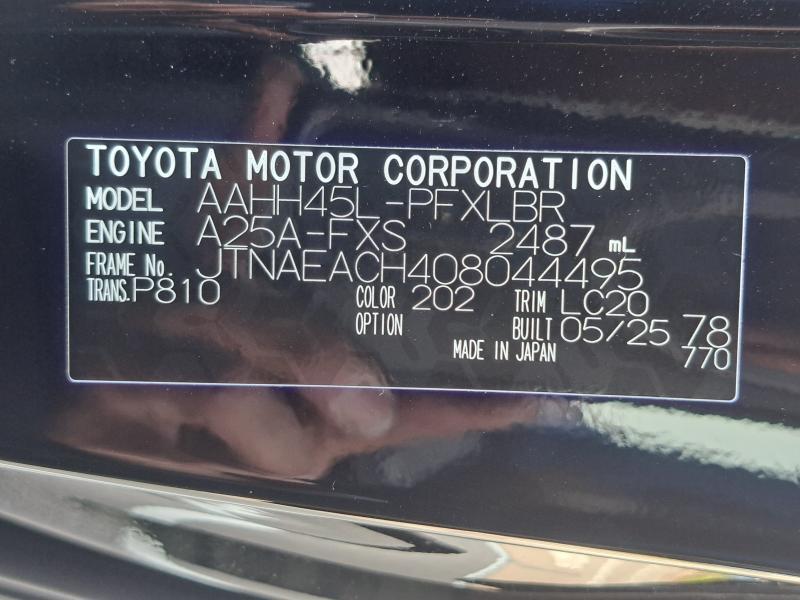 TOYOTA MOTOR CORPORATION
MODEL AAHH45L-PFXLBR
ENGINE A25A-FXS 2487 mL
FRAME No. JTNAEACH408044495
TRANS. P810 COLOR 202 TRIM LC20
OPTION BUILT 05/25 78
MADE IN JAPAN 770